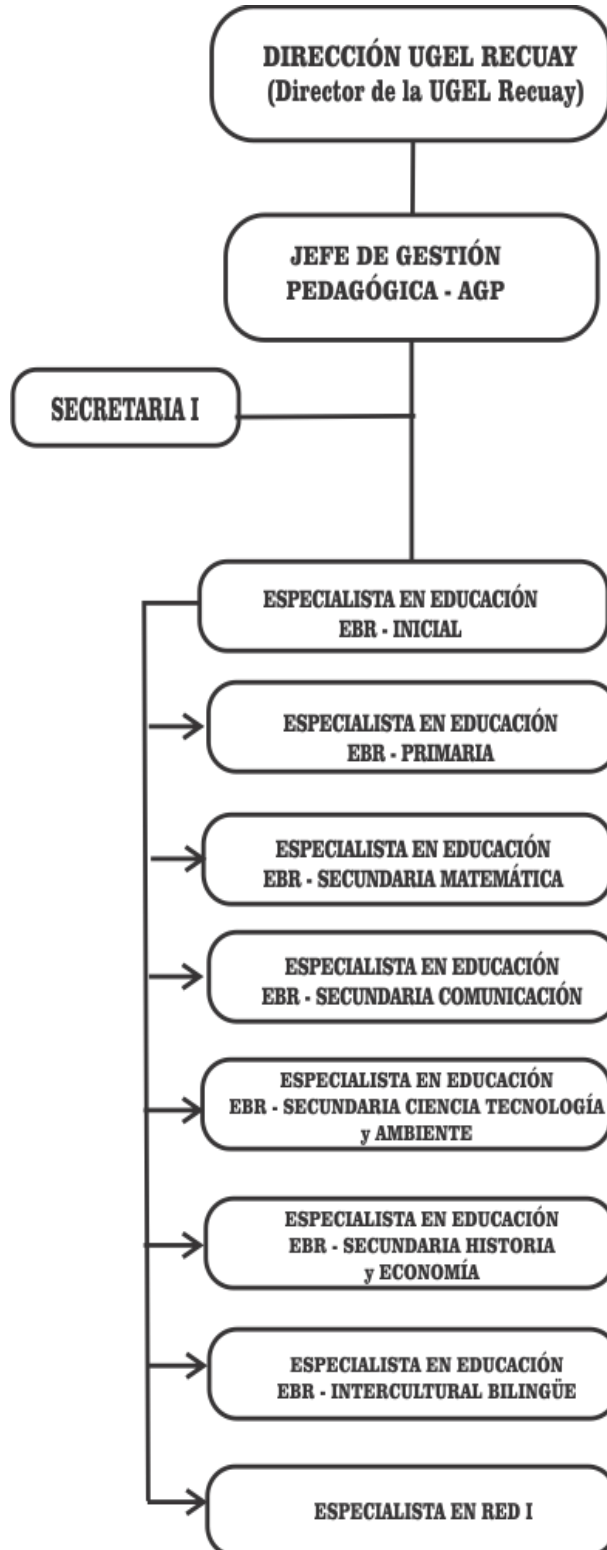 DIRECCIÓN UGEL RECUAY
(Director de la UGEL Recuay)
JEFE DE GESTIÓN
PEDAGÓGICA - AGP
SECRETARIA I
ESPECIALISTA EN EDUCACIÓN
EBR - INICIAL
ESPECIALISTA EN EDUCACIÓN
EBR - PRIMARIA
ESPECIALISTA EN EDUCACIÓN
EBR - SECUNDARIA MATEMÁTICA
ESPECIALISTA EN EDUCACIÓN
EBR - SECUNDARIA COMUNICACIÓN
ESPECIALISTA EN EDUCACIÓN
EBR - SECUNDARIA CIENCIA TECNOLOGÍA
y AMBIENTE
ESPECIALISTA EN EDUCACIÓN
EBR - SECUNDARIA HISTORIA
y ECONOMÍA
ESPECIALISTA EN EDUCACIÓN
EBR - INTERCULTURAL BILINGÜE
ESPECIALISTA EN RED I